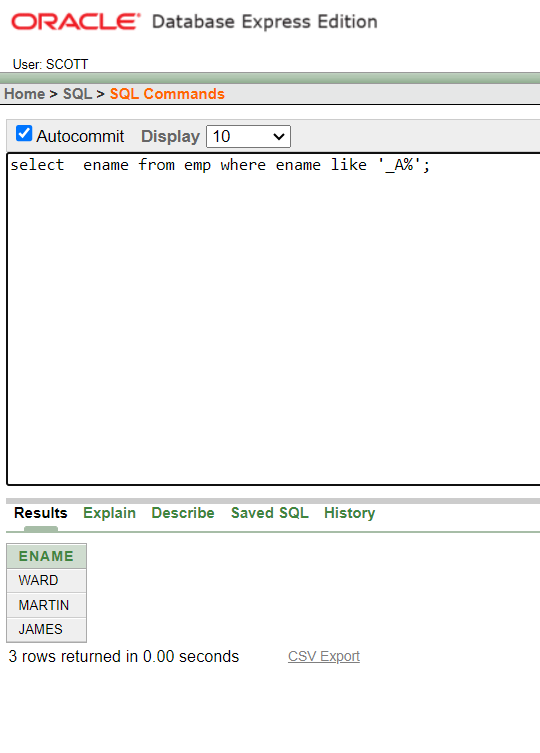 ORACLE Database Express Edition
User: SCOTT
Home > SQL > SQL Commands
Autocommit Display 10
select  ename from emp where ename like '_A%';
Results Explain Describe Saved SQL History
ENAME
WARD
MARTIN
JAMES
3 rows returned in 0.00 seconds CSV Export